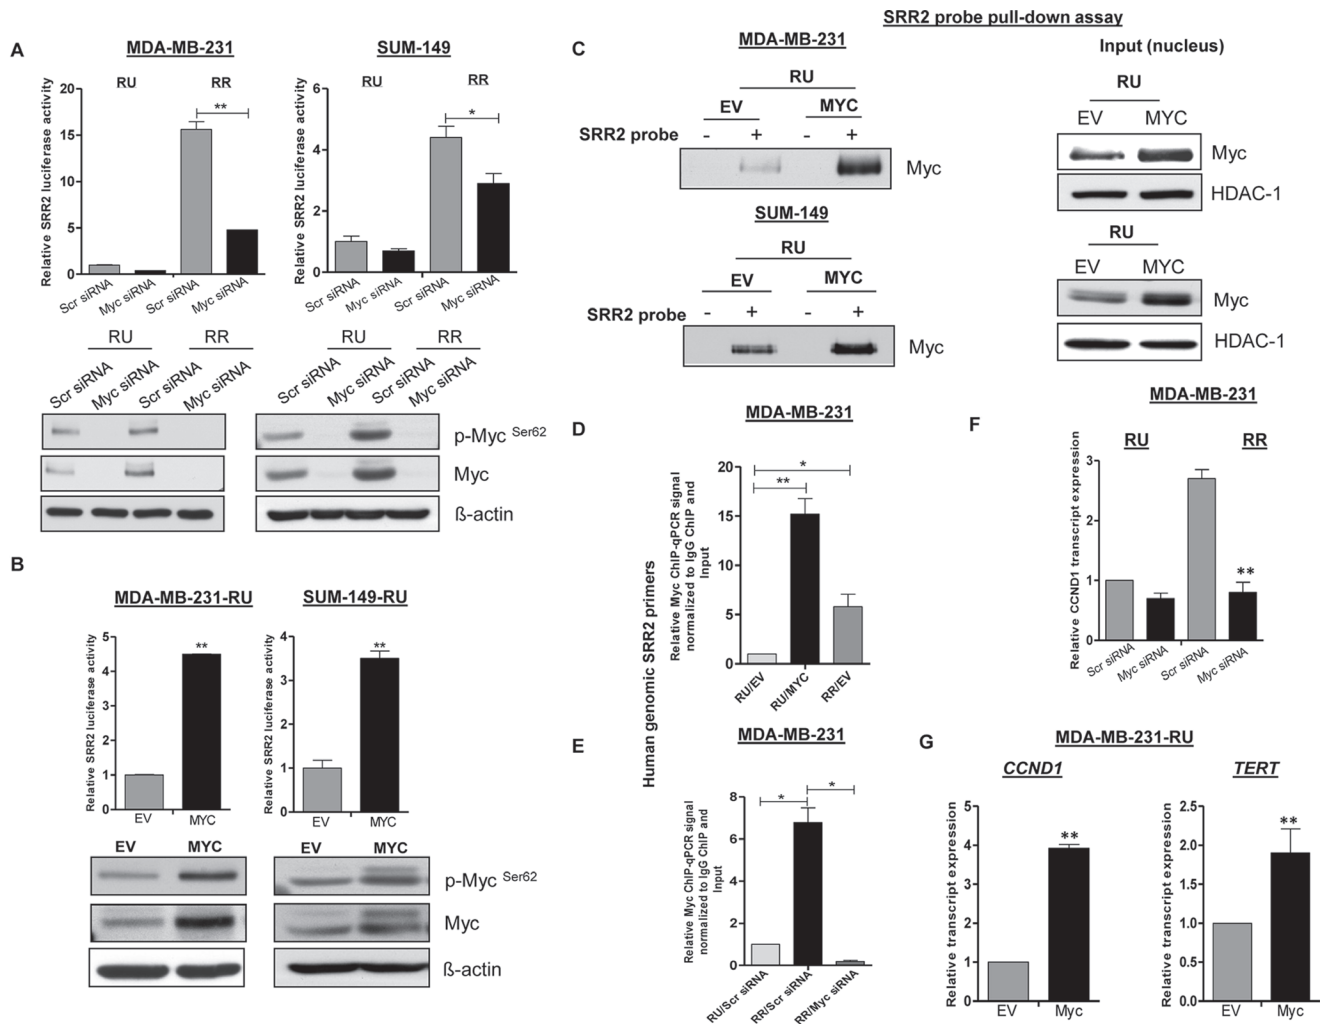 A
MDA-MB-231
SUM-149
RU
RR
RU
RR
Relative SRR2 luciferase activity
20
15
10
5
0
**
Scr siRNA
Myc siRNA
Scr siRNA
Myc siRNA
Relative SRR2 luciferase activity
6
4
2
0
*
Scr siRNA
Myc siRNA
Scr siRNA
Myc siRNA
RU
RR
RU
RR
Scr siRNA
Myc siRNA
Scr siRNA
Myc siRNA
Scr siRNA
Myc siRNA
Scr siRNA
Myc siRNA
p-Myc Ser62
Myc
ß-actin
B
MDA-MB-231-RU
SUM-149-RU
Relative SRR2 luciferase activity
5
4
3
2
1
0
**
EV
MYC
Relative SRR2 luciferase activity
4
3
2
1
0
**
EV
MYC
EV
MYC
EV
MYC
p-Myc Ser62
Myc
ß-actin
SRR2 probe pull-down assay
C
MDA-MB-231
Input (nucleus)
RU
EV
MYC
SRR2 probe - + - +
Myc
RU
EV
MYC
Myc
HDAC-1
SUM-149
RU
EV
MYC
SRR2 probe - + - +
Myc
RU
EV
MYC
Myc
HDAC-1
D
MDA-MB-231
Human genomic SRR2 primers
Relative Myc ChIP-qPCR signal
normalized to IgG ChIP and
Input
20
15
10
5
0
*
**
RU/EV
RU/MYC
RR/EV
E
MDA-MB-231
Relative Myc ChIP-qPCR signal
normalized to IgG ChIP and
Input
8
6
4
2
0
*
*
RU/Scr siRNA
RR/Scr siRNA
RR/Myc siRNA
F
MDA-MB-231
RU
RR
Relative CCND1 transcript expression
3
2
1
0
**
Scr siRNA
Myc siRNA
Scr siRNA
Myc siRNA
G
MDA-MB-231-RU
CCND1
TERT
Relative transcript expression
5
4
3
2
1
0
**
EV
Myc
Relative transcript expression
2.5
2.0
1.5
1.0
0.5
0.0
**
EV
Myc